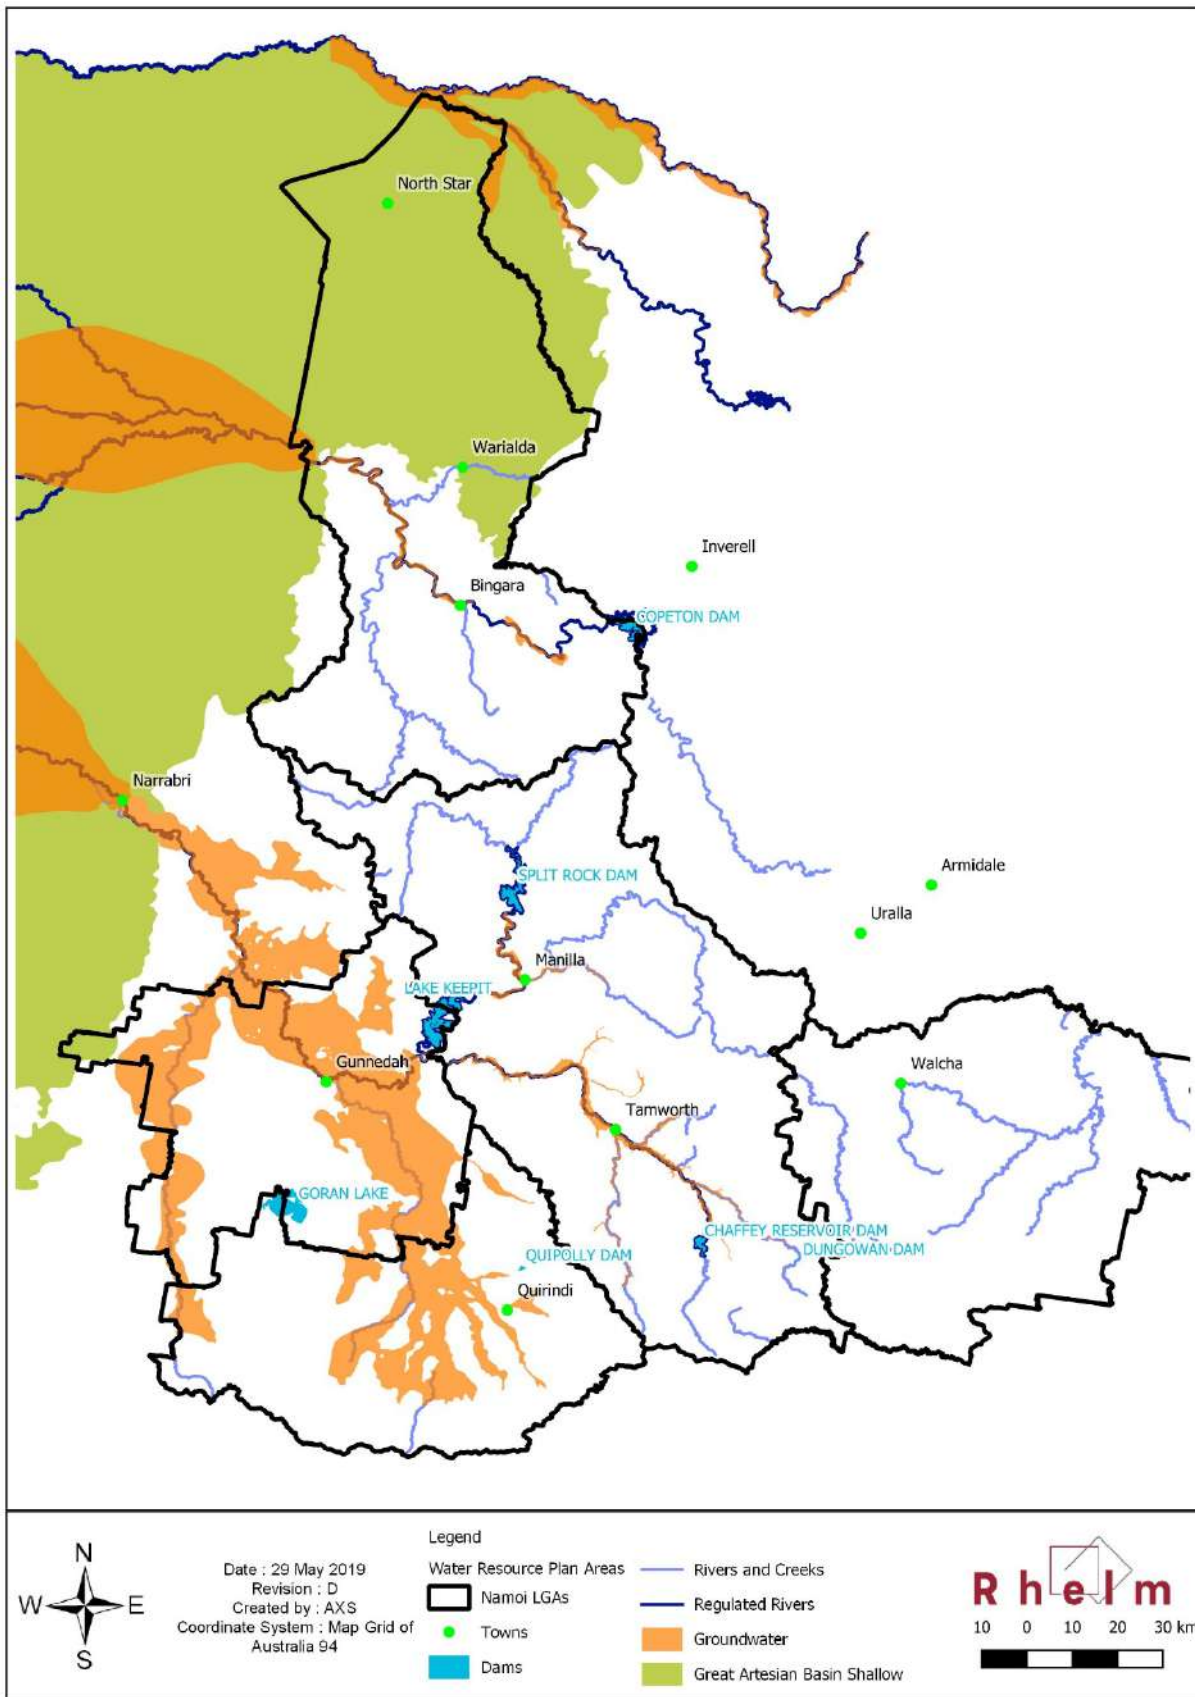 North Star
Warialda
Inverell
Bingara
COPETON DAM
Narrabri
SPLIT ROCK DAM
Armidale
Uralla
Manilla
LAKE KEEPIT
Gunnedah
Walcha
Tamworth
GORAN LAKE
CHAFFEY RESERVOIR DAM
QUIPOLLY DAM
DUNGOWAN DAM
Quirindi
N
W
E
S
Date : 29 May 2019
Revision : D
Created by : AXS
Coordinate System : Map Grid of
Australia 94
Legend
Water Resource Plan Areas
Namoi LGAs
Towns
Dams
Rivers and Creeks
Regulated Rivers
Groundwater
Great Artesian Basin Shallow
Rhelm
10 0 10 20 30 km